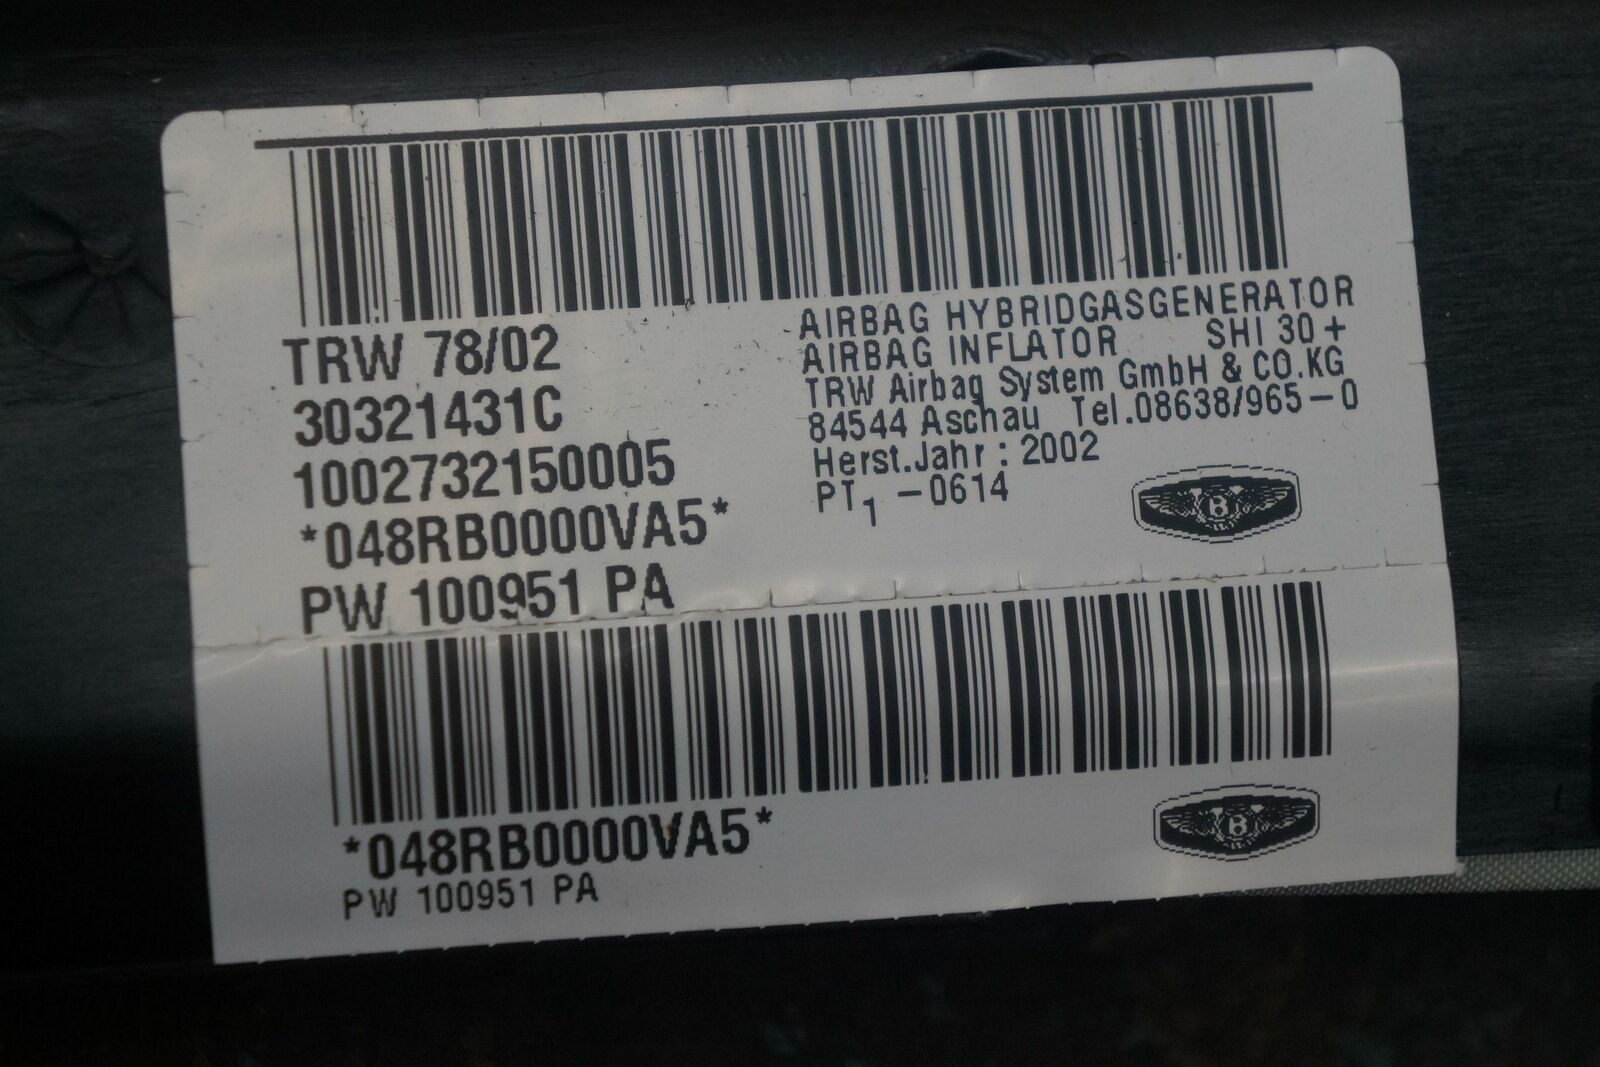 TRW 78/02
30321431C
1002732150005
*048RB0000VA5*
PW 100951 PA
AIRBAG HYBRIDGASGENERATOR
AIRBAG INFLATOR SHI 30+
TRW Airbag System GmbH & CO.KG
84544 Aschau Tel.08638/965-0
Herst.Jahr : 2002
PT1 -0614
B
*048RB0000VA5*
PW 100951 PA
B